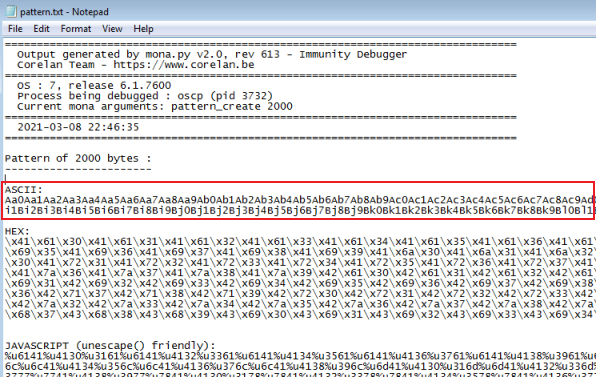 pattern.txt - Notepad
File Edit Format View Help
================================================================================
Output generated by mona.py v2.0, rev 613 - Immunity Debugger
Corelan Team - https://www.corelan.be
================================================================================
OS : 7, release 6.1.7600
Process being debugged : oscp (pid 3732)
Current mona arguments: pattern_create 2000
================================================================================
2021-03-08 22:46:35
================================================================================
Pattern of 2000 bytes :
-----------------------
ASCII:
Aa0Aa1Aa2Aa3Aa4Aa5Aa6Aa7Aa8Aa9Ab0Ab1Ab2Ab3Ab4Ab5Ab6Ab7Ab8Ab9Ac0Ac1Ac2Ac3Ac4Ac5Ac6Ac7Ac8Ac9Ad
i1Bi2Bi3Bi4Bi5Bi6Bi7Bi8Bi9Bj0Bj1Bj2Bj3Bj4Bj5Bj6Bj7Bj8Bj9Bk0Bk1Bk2Bk3Bk4Bk5Bk6Bk7Bk8Bk9Bl0Bl1
HEX:
\x41\x61\x30\x41\x61\x31\x41\x61\x32\x41\x61\x33\x41\x61\x34\x41\x61\x35\x41\x61\x36\x41\x61
\x69\x35\x41\x69\x36\x41\x69\x37\x41\x69\x38\x41\x69\x39\x41\x6a\x30\x41\x6a\x31\x41\x6a\x32
\x30\x41\x72\x31\x41\x72\x32\x41\x72\x33\x41\x72\x34\x41\x72\x35\x41\x72\x36\x41\x72\x37\x41
\x41\x7a\x36\x41\x7a\x37\x41\x7a\x38\x41\x7a\x39\x42\x61\x30\x42\x61\x31\x42\x61\x32\x42\x61
\x69\x31\x42\x69\x32\x42\x69\x33\x42\x69\x34\x42\x69\x35\x42\x69\x36\x42\x69\x37\x42\x69\x38
\x36\x42\x71\x37\x42\x71\x38\x42\x71\x39\x42\x72\x30\x42\x72\x31\x42\x72\x32\x42\x72\x33\x42
\x42\x7a\x32\x42\x7a\x33\x42\x7a\x34\x42\x7a\x35\x42\x7a\x36\x42\x7a\x37\x42\x7a\x38\x42\x7a
\x68\x37\x43\x68\x38\x43\x68\x39\x43\x69\x30\x43\x69\x31\x43\x69\x32\x43\x69\x33\x43\x69\x34
JAVASCRIPT (unescape() friendly):
%u6141%u4130%u3161%u6141%u4132%u3361%u6141%u4134%u3561%u6141%u4136%u3761%u6141%u4138%u3961%u6
6c%u6c41%u4134%u356c%u6c41%u4136%u376c%u6c41%u4138%u396c%u6d41%u4130%u316d%u6d41%u4132%u336d%